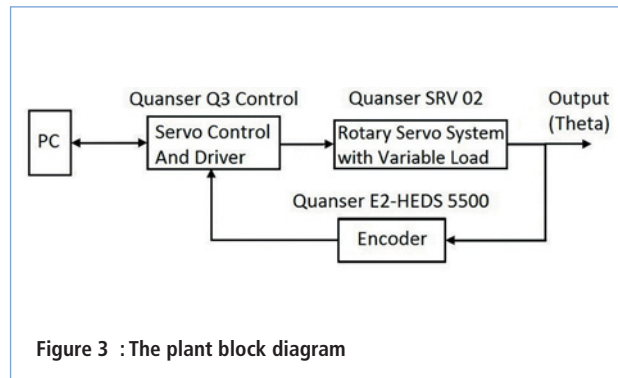 Quanser Q3 Control
Quanser SRV 02
Output
(Theta)
PC
Servo Control
And Driver
Rotary Servo System
with Variable Load
Quanser E2-HEDS 5500
Encoder
Figure 3 : The plant block diagram